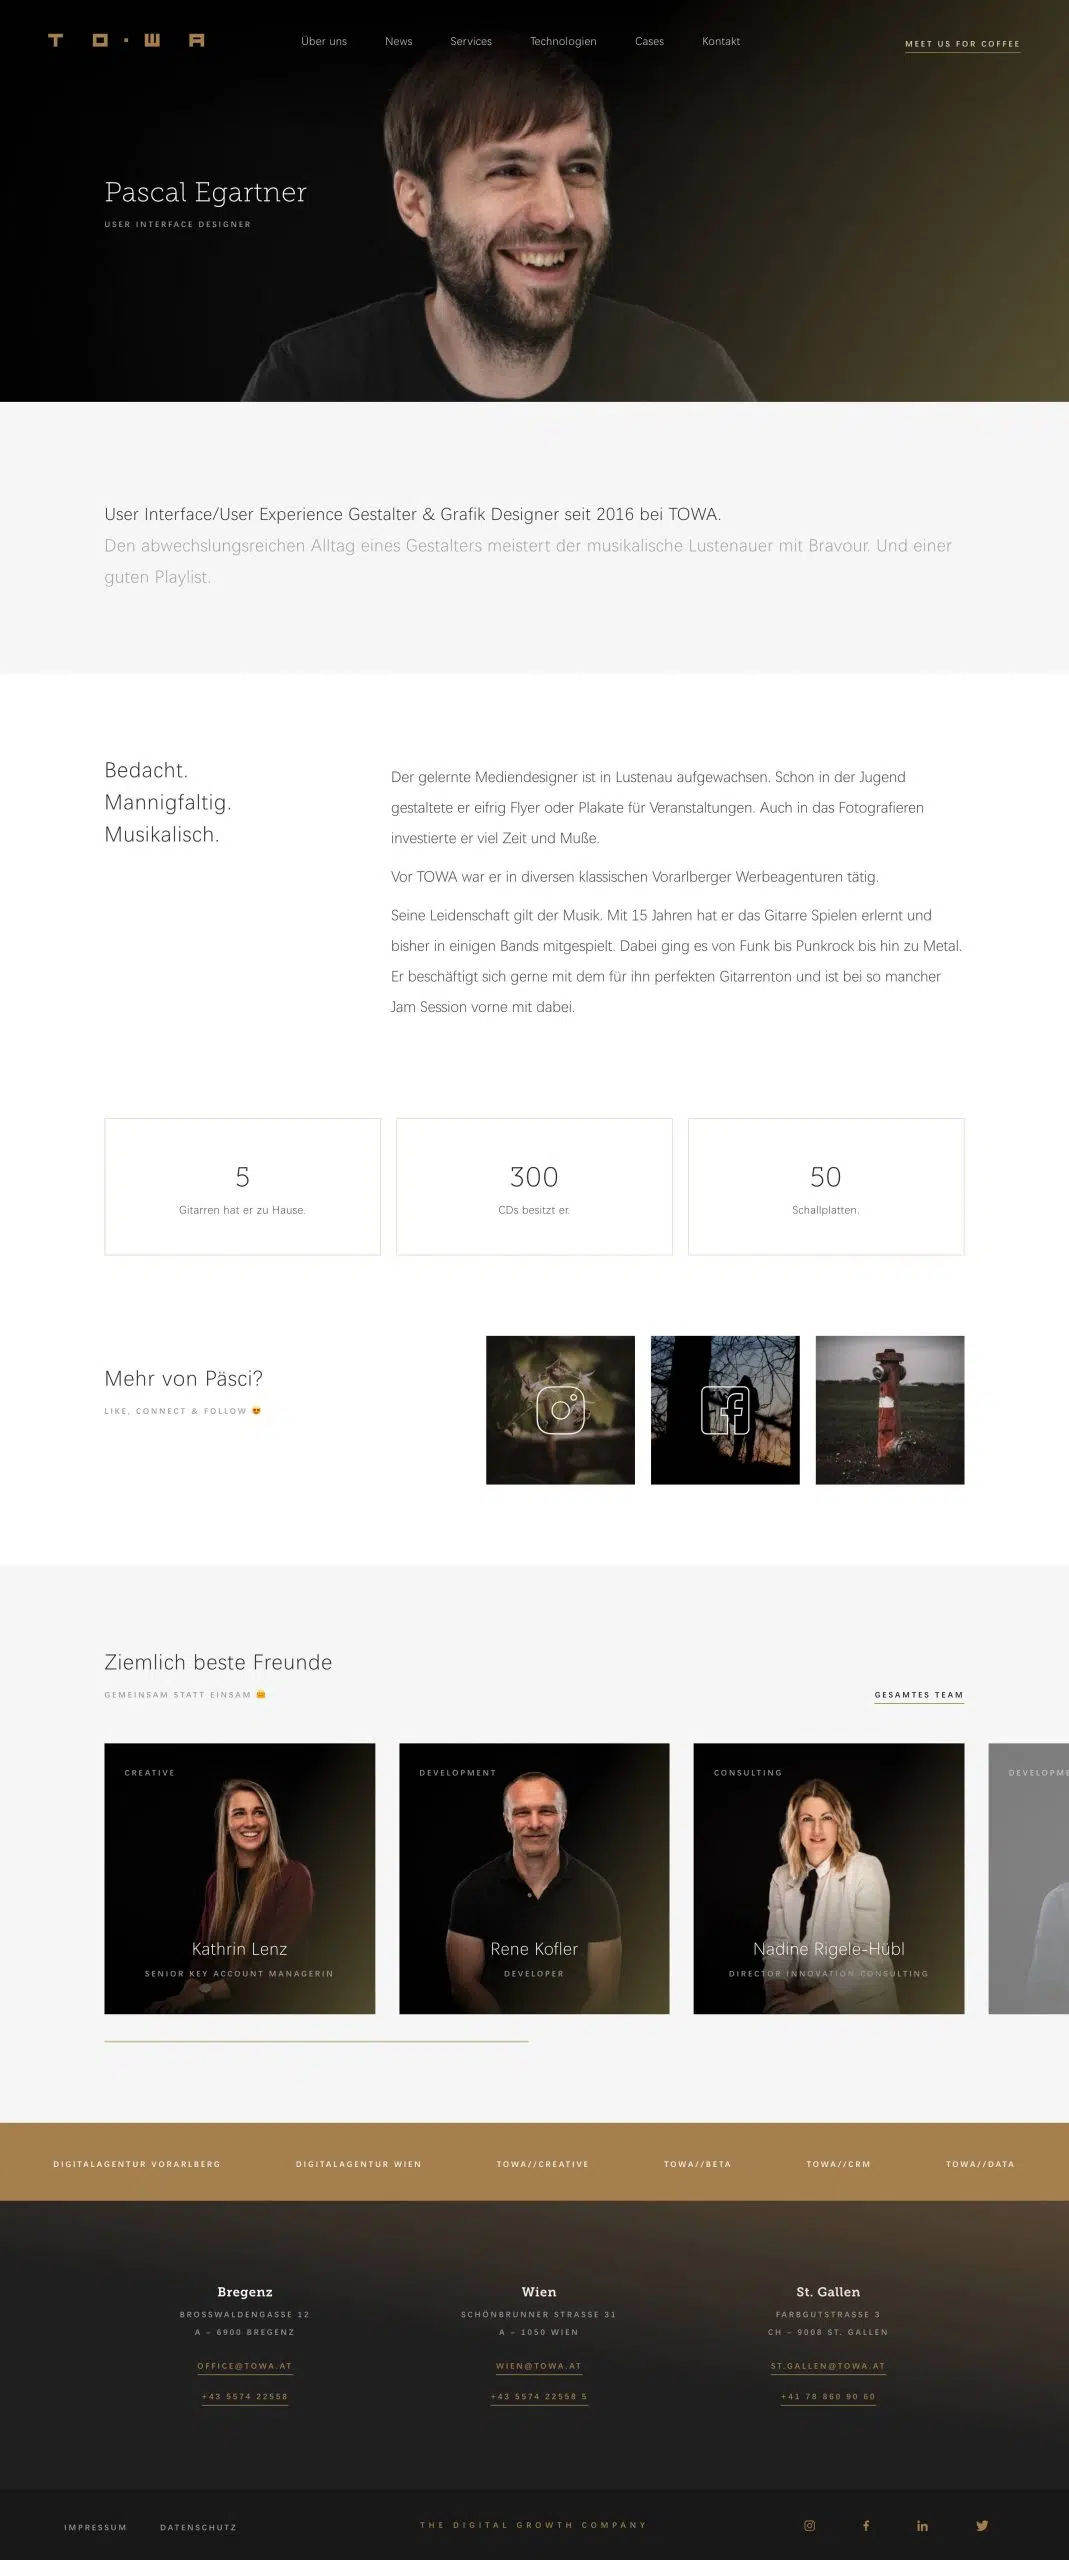 TO·WA
Über uns News Services Technologien Cases Kontakt
MEET US FOR COFFEE
Pascal Egartner
USER INTERFACE DESIGNER
User Interface/User Experience Gestalter & Grafik Designer seit 2016 bei TOWA.
Den abwechslungsreichen Alltag eines Gestalters meistert der musikalische Lustenauer mit Bravour. Und einer
guten Playlist.
Bedacht.
Mannigfaltig.
Musikalisch.
Der gelernte Mediendesigner ist in Lustenau aufgewachsen. Schon in der Jugend
gestaltete er eifrig Flyer oder Plakate für Veranstaltungen. Auch in das Fotografieren
investierte er viel Zeit und Muße.
Vor TOWA war er in diversen klassischen Vorarlberger Werbeagenturen tätig.
Seine Leidenschaft gilt der Musik. Mit 15 Jahren hat er das Gitarre Spielen erlernt und
bisher in einigen Bands mitgespielt. Dabei ging es von Funk bis Punkrock bis hin zu Metal.
Er beschäftigt sich gerne mit dem für ihn perfekten Gitarrenton und ist bei so mancher
Jam Session vorne mit dabei.
5
Gitarren hat er zu Hause.
300
CDs besitzt er.
50
Schallplatten.
Mehr von Päsci?
LIKE, CONNECT & FOLLOW 😍
Ziemlich beste Freunde
GEMEINSAM STATT EINSAM 🤗
GESAMTES TEAM
CREATIVE
Kathrin Lenz
SENIOR KEY ACCOUNT MANAGERIN
DEVELOPMENT
Rene Kofler
DEVELOPER
CONSULTING
Nadine Rigele-Hübl
DIRECTOR INNOVATION CONSULTING
DEVELOPME
DIGITALAGENTUR VORARLBERG DIGITALAGENTUR WIEN TOWA//CREATIVE TOWA//BETA TOWA//CRM TOWA//DATA
Bregenz
BROSSWALDENGASSE 12
A – 6900 BREGENZ
OFFICE@TOWA.AT
+43 5574 22558
Wien
SCHÖNBRUNNER STRASSE 31
A – 1050 WIEN
WIEN@TOWA.AT
+43 5574 22558 5
St. Gallen
FARBGUTSTRASSE 3
CH – 9008 ST. GALLEN
ST.GALLEN@TOWA.AT
+41 78 860 90 60
IMPRESSUM DATENSCHUTZ
THE DIGITAL GROWTH COMPANY